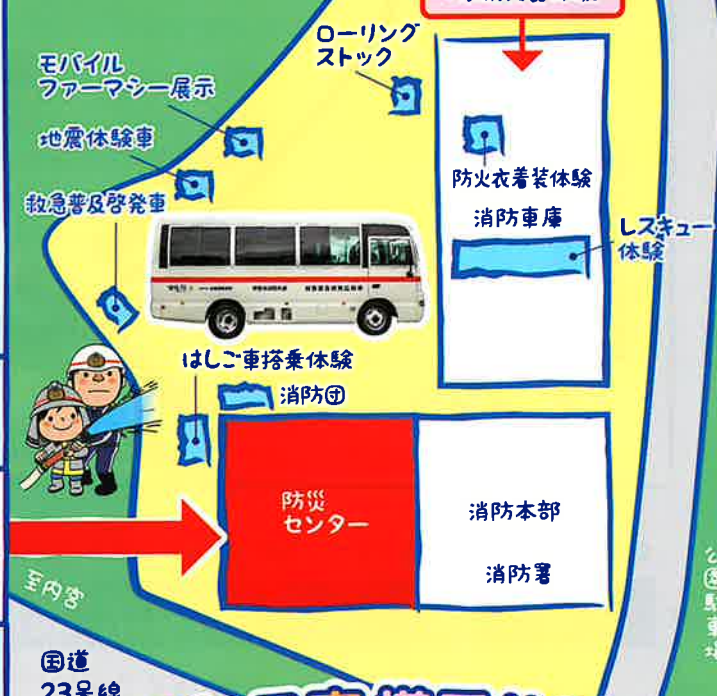 ローリング
ストック
モバイル
ファーマシー展示
地震体験車
救急普及啓発車
防火衣着装体験
消防車庫
レスキュー
体験
はしご車搭乗体験
消防団
防災
センター
消防本部
消防署
至内宮
国道
23号線